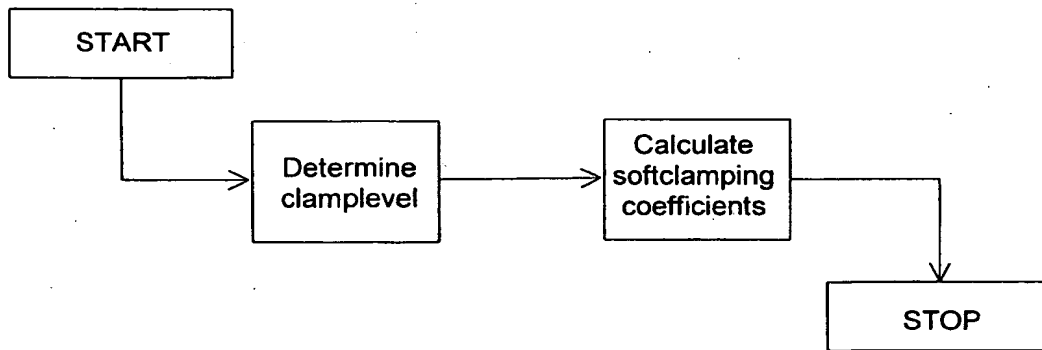 START
Determine
clamplevel
Calculate
softclamping
coefficients
STOP